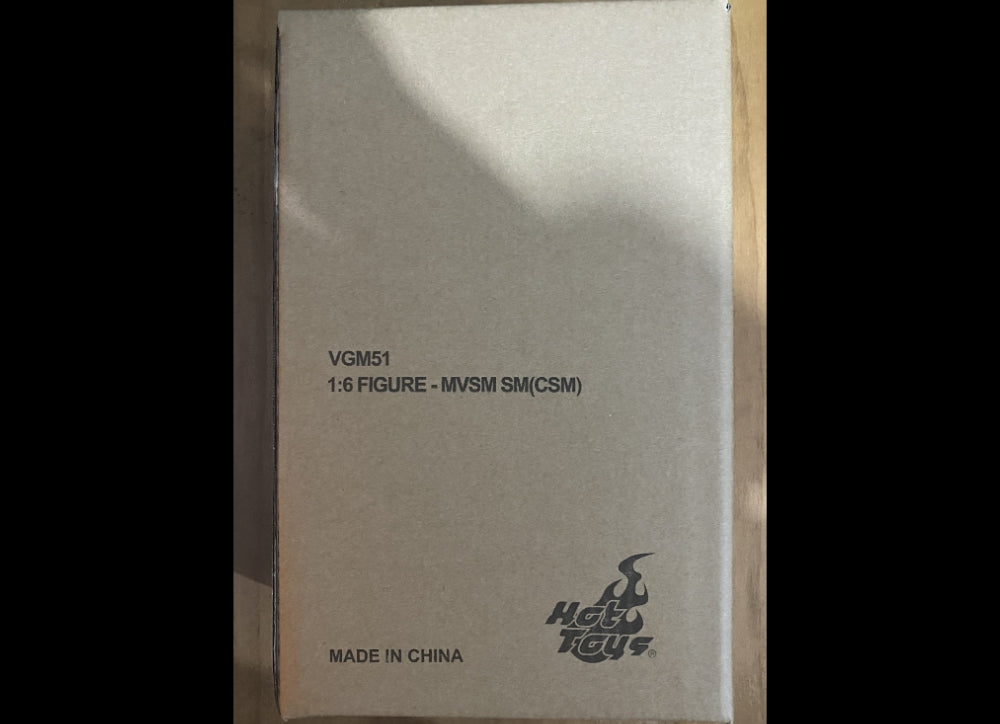 VGM51
1:6 FIGURE - MVSM SM(CSM)
Hot
Toys®
MADE IN CHINA